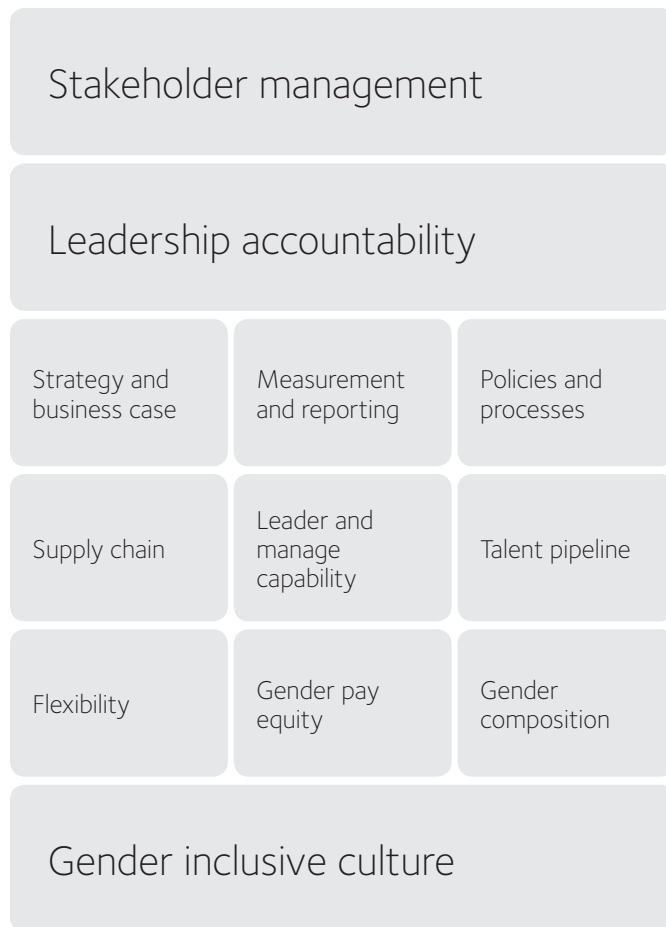 Stakeholder management
Leadership accountability
Strategy and
business case
Measurement
and reporting
Policies and
processes
Supply chain
Leader and
manage
capability
Talent pipeline
Flexibility
Gender pay
equity
Gender
composition
Gender inclusive culture